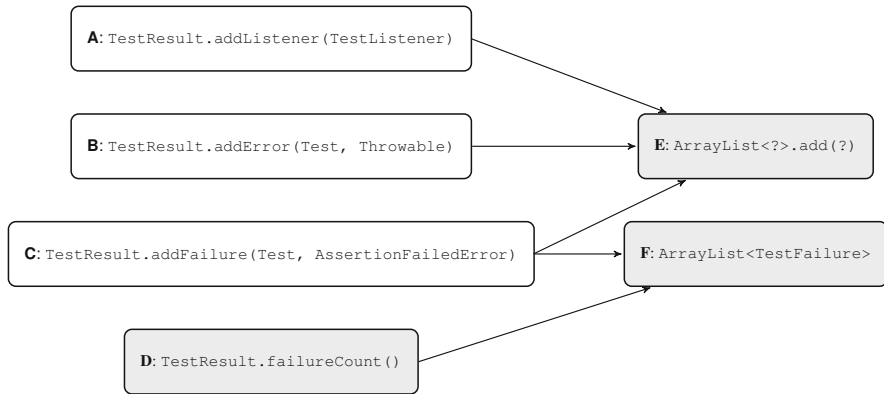 A: TestResult.addListener(TestListener)
B: TestResult.addError(Test, Throwable)
E: ArrayList<?>.add(?)
C: TestResult.addFailure(Test, AssertionFailedError)
F: ArrayList<TestFailure>
D: TestResult.failureCount()